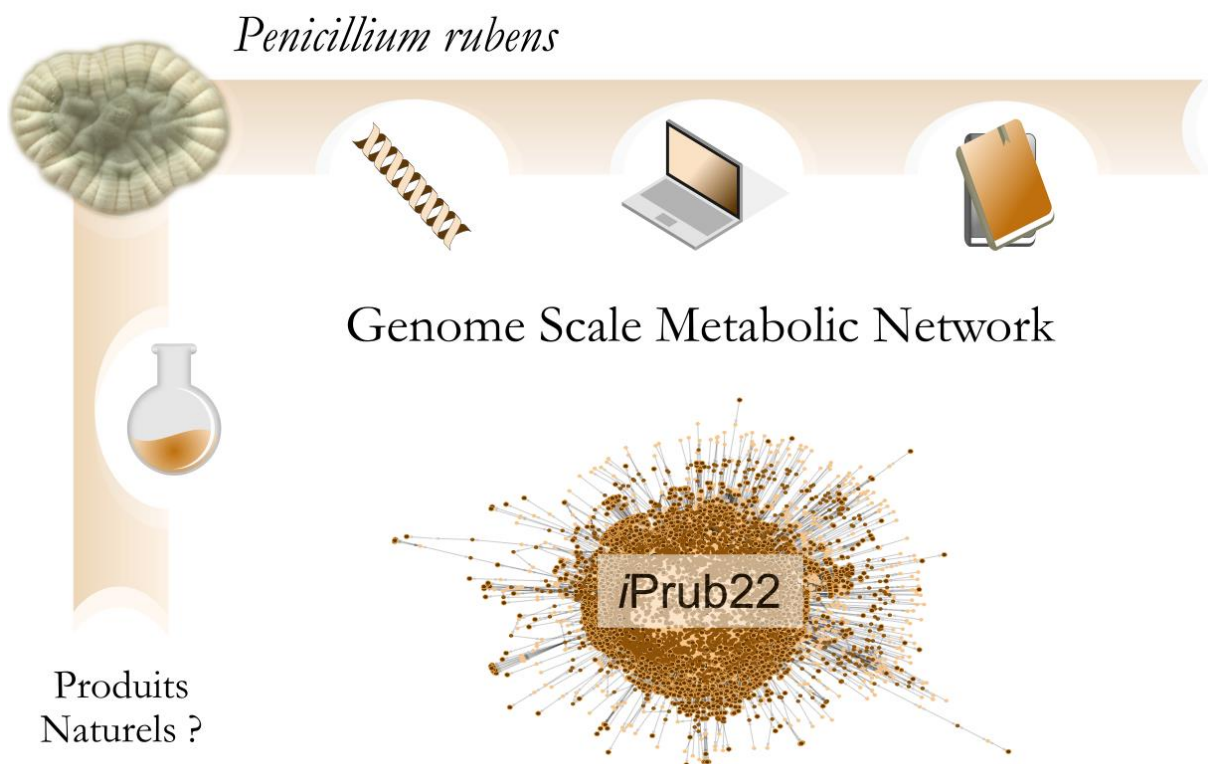 Penicillium rubens
Genome Scale Metabolic Network
iPrub22
Produits
Naturels ?